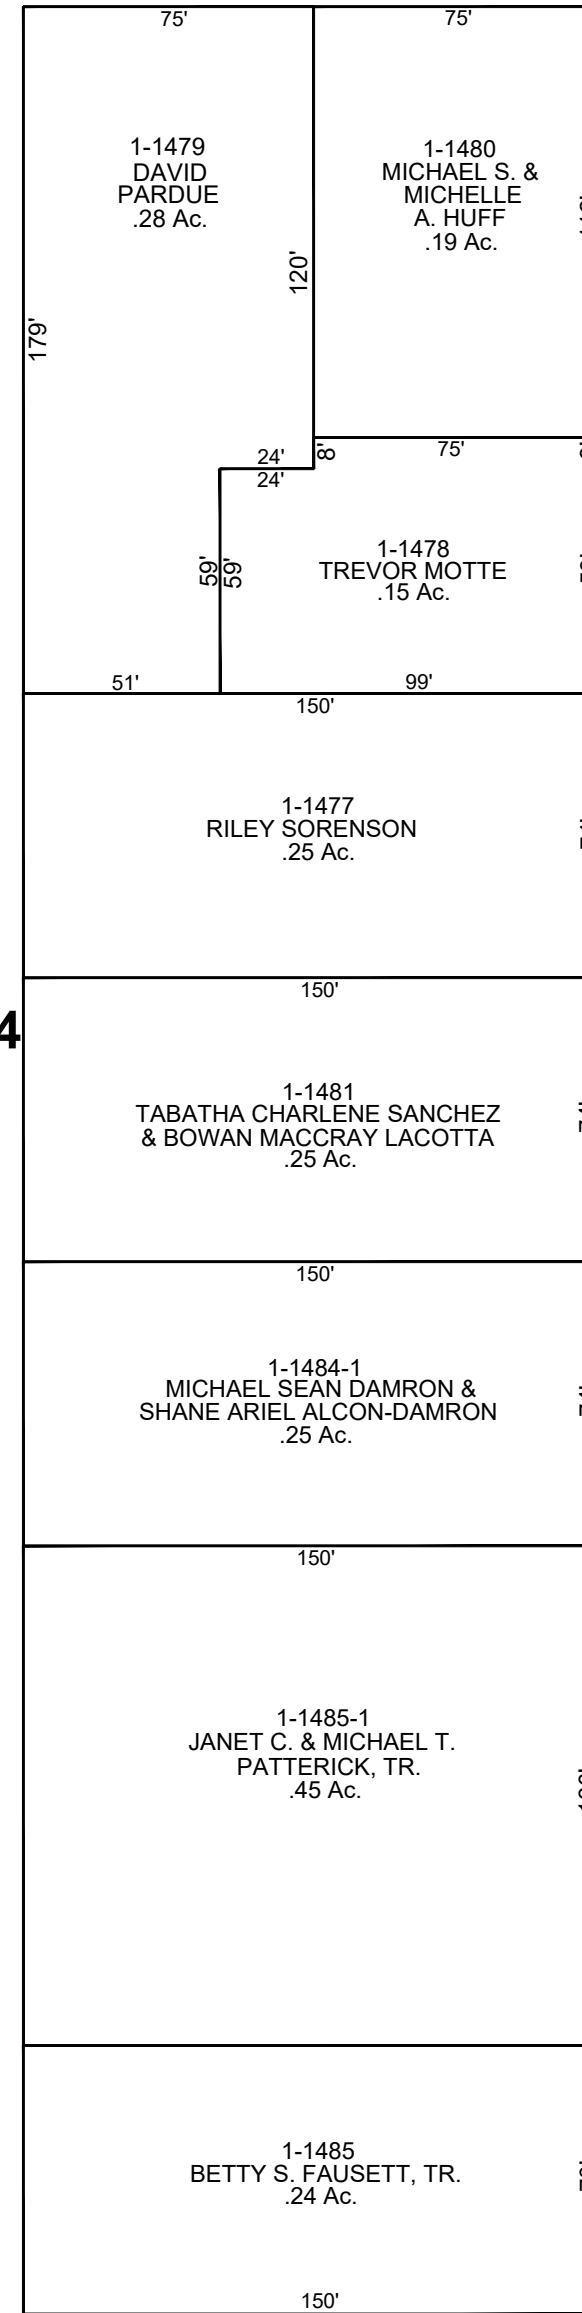 75'
75'
1-1479
DAVID
PARDUE
.28 Ac.
1-1480
MICHAEL S. &
MICHELLE
A. HUFF
.19 Ac.
120'
179'
24'
24'
8'
75'
59'
59'
1-1478
TREVOR MOTTE
.15 Ac.
51'
99'
150'
1-1477
RILEY SORENSON
.25 Ac.
150'
4
1-1481
TABATHA CHARLENE SANCHEZ
& BOWAN MACCRAY LACOTTA
.25 Ac.
150'
1-1484-1
MICHAEL SEAN DAMRON &
SHANE ARIEL ALCON-DAMRON
.25 Ac.
150'
1-1485-1
JANET C. & MICHAEL T.
PATTERICK, TR.
.45 Ac.
1-1485
BETTY S. FAUSETT, TR.
.24 Ac.
150'